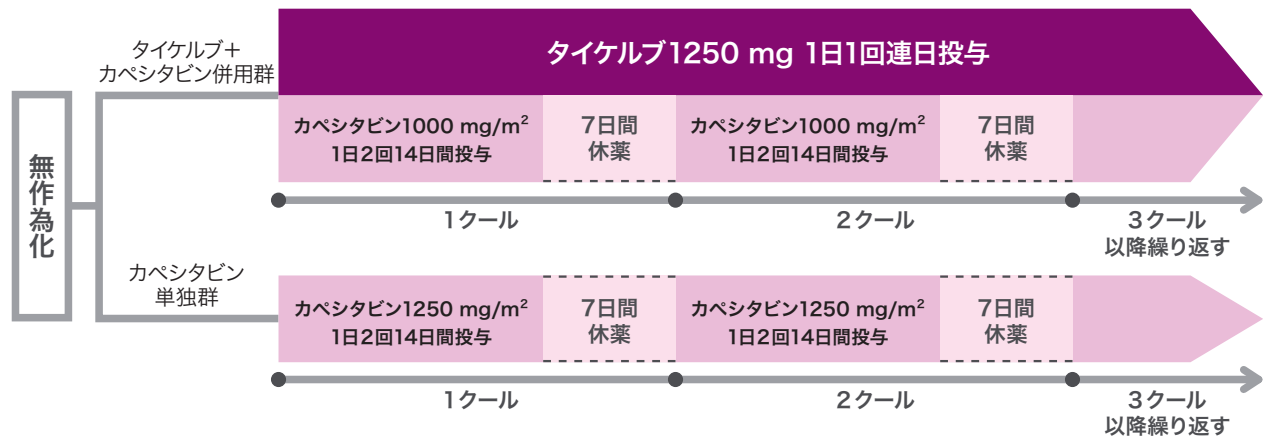 無作為化
タイケルブ＋
カペシタビン併用群
タイケルブ1250 mg 1日1回連日投与
カペシタビン1000 mg/m²
1日2回14日間投与
7日間
休薬
カペシタビン1000 mg/m²
1日2回14日間投与
7日間
休薬
1クール
2クール
3クール
以降繰り返す
カペシタビン
単独群
カペシタビン1250 mg/m²
1日2回14日間投与
7日間
休薬
カペシタビン1250 mg/m²
1日2回14日間投与
7日間
休薬
1クール
2クール
3クール
以降繰り返す